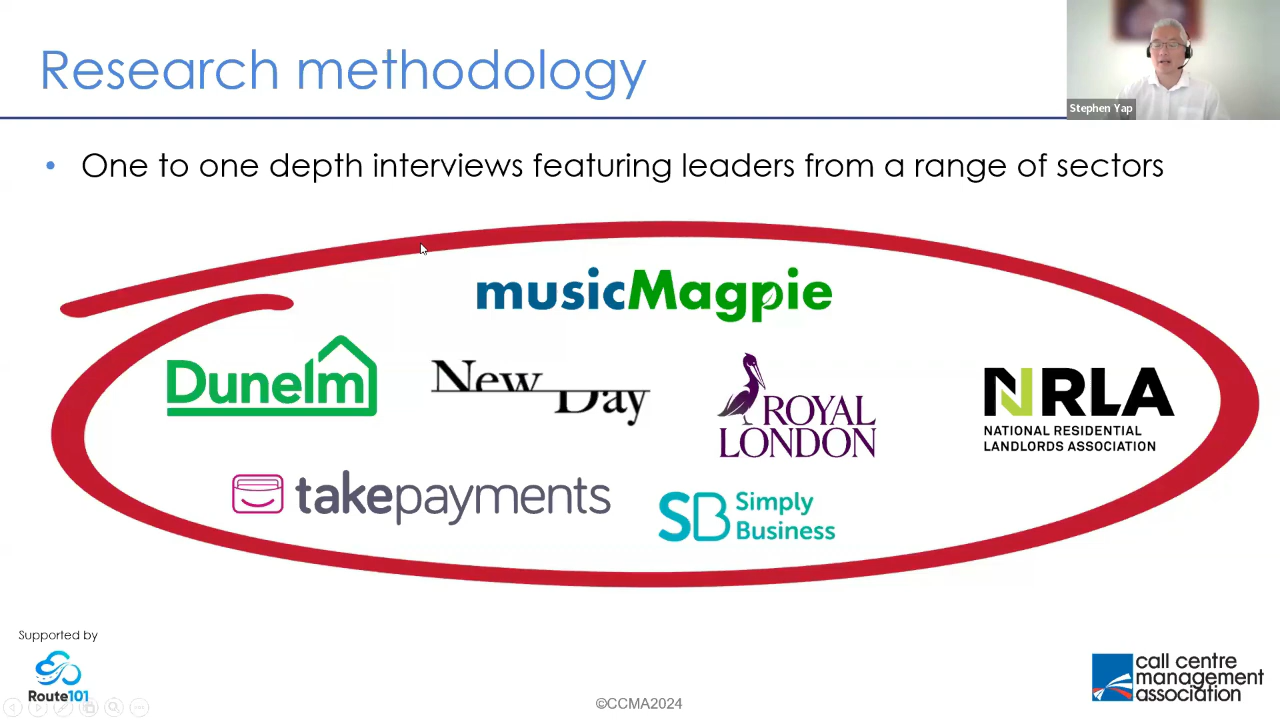 Research methodology
Stephen Yap
• One to one depth interviews featuring leaders from a range of sectors
musicMagpie
Dunelm
New Day
ROYAL LONDON
NRLA
NATIONAL RESIDENTIAL
LANDLORDS ASSOCIATION
takepayments
SB Simply
Business
Supported by
Route101
©CCMA2024
call centre
management
association